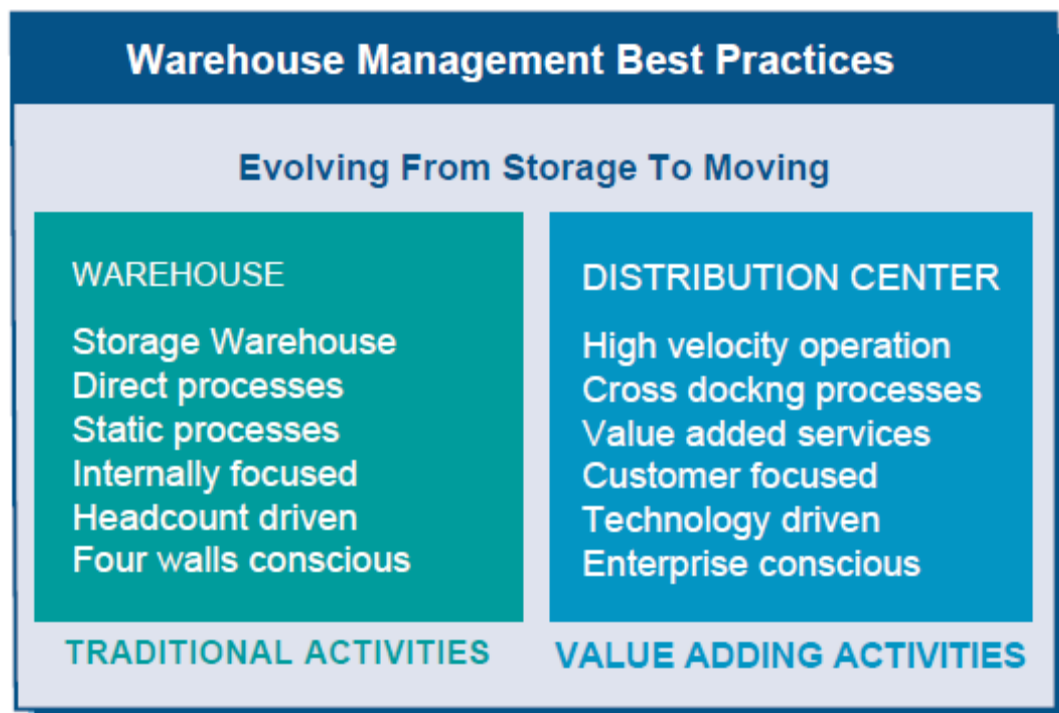 Warehouse Management Best Practices
Evolving From Storage To Moving
WAREHOUSE
Storage Warehouse
Direct processes
Static processes
Internally focused
Headcount driven
Four walls conscious
TRADITIONAL ACTIVITIES
DISTRIBUTION CENTER
High velocity operation
Cross dockng processes
Value added services
Customer focused
Technology driven
Enterprise conscious
VALUE ADDING ACTIVITIES